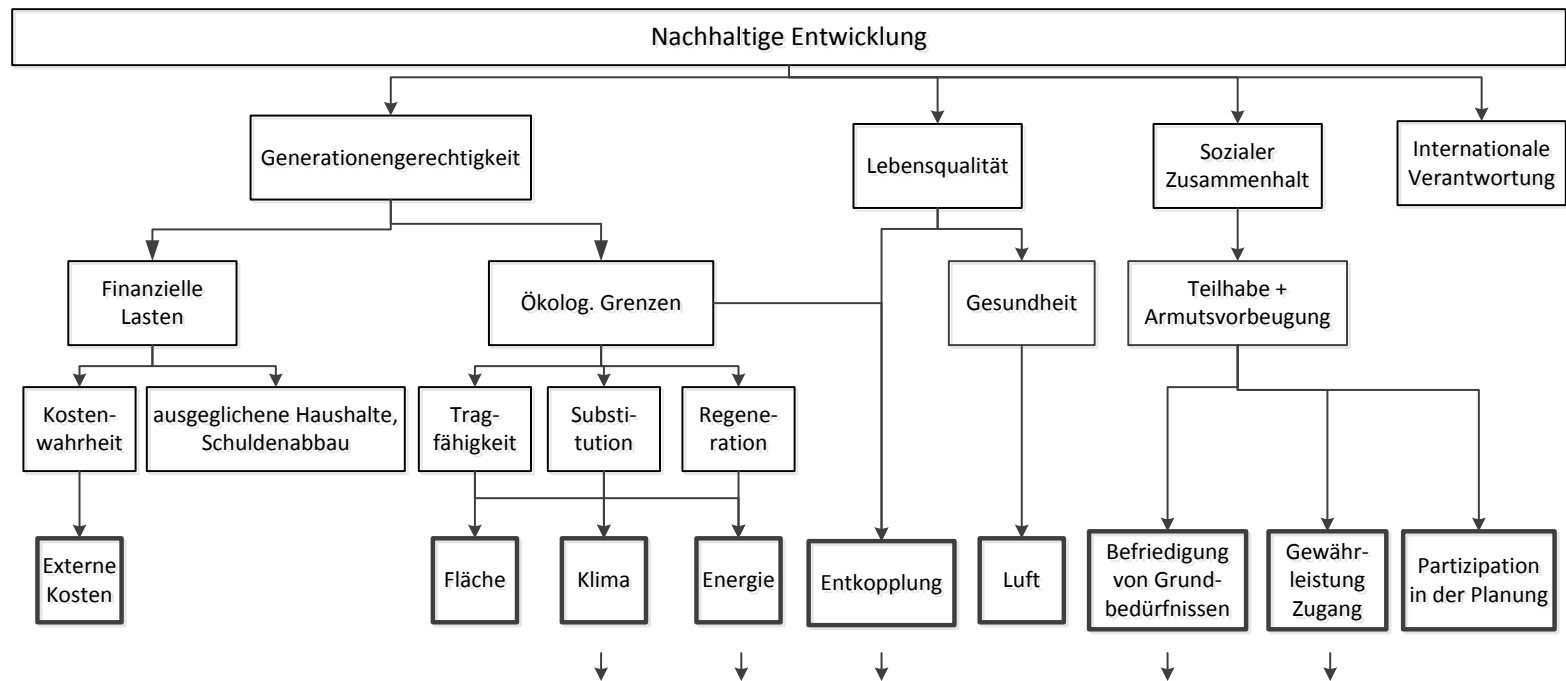 Nachhaltige Entwicklung
Generationengerechtigkeit
Lebensqualität
Sozialer
Zusammenhalt
Internationale
Verantwortung
Finanzielle
Lasten
Ökolog. Grenzen
Gesundheit
Teilhabe +
Armutsvorbeugung
Kosten-
wahrheit
ausgeglichene Haushalte,
Schuldenabbau
Trag-
fähigkeit
Substi-
tution
Regene-
ration
Externe
Kosten
Fläche
Klima
Energie
Entkopplung
Luft
Befriedigung
von Grund-
bedürfnissen
Gewähr-
leistung
Zugang
Partizipation
in der Planung